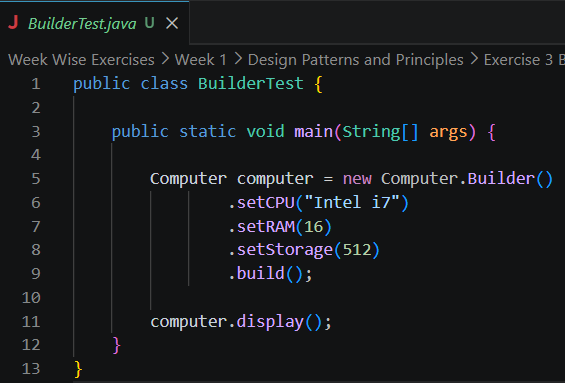 J BuilderTest.java U ×
Week Wise Exercises > Week 1 > Design Patterns and Principles > Exercise 3 B
1 public class BuilderTest {
2
3 public static void main(String[] args) {
4
5 Computer computer = new Computer.Builder()
6 .setCPU("Intel i7")
7 .setRAM(16)
8 .setStorage(512)
9 .build();
10
11 computer.display();
12 }
13 }